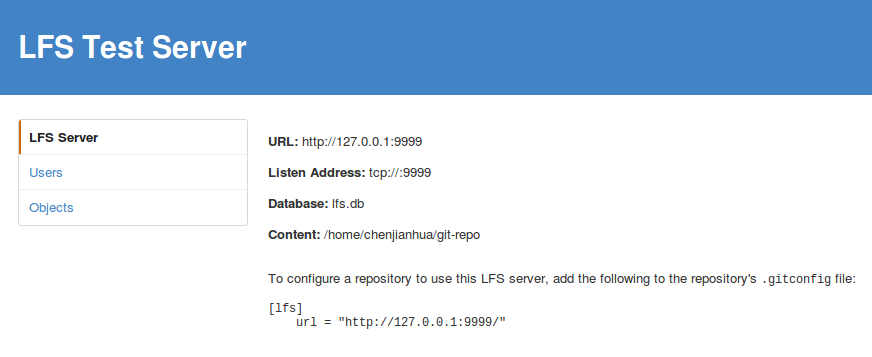 LFS Test Server
LFS Server
Users
Objects
URL: http://127.0.0.1:9999
Listen Address: tcp://:9999
Database: lfs.db
Content: /home/chenjianhua/git-repo
To configure a repository to use this LFS server, add the following to the repository's .gitconfig file:
[lfs]
    url = "http://127.0.0.1:9999/"